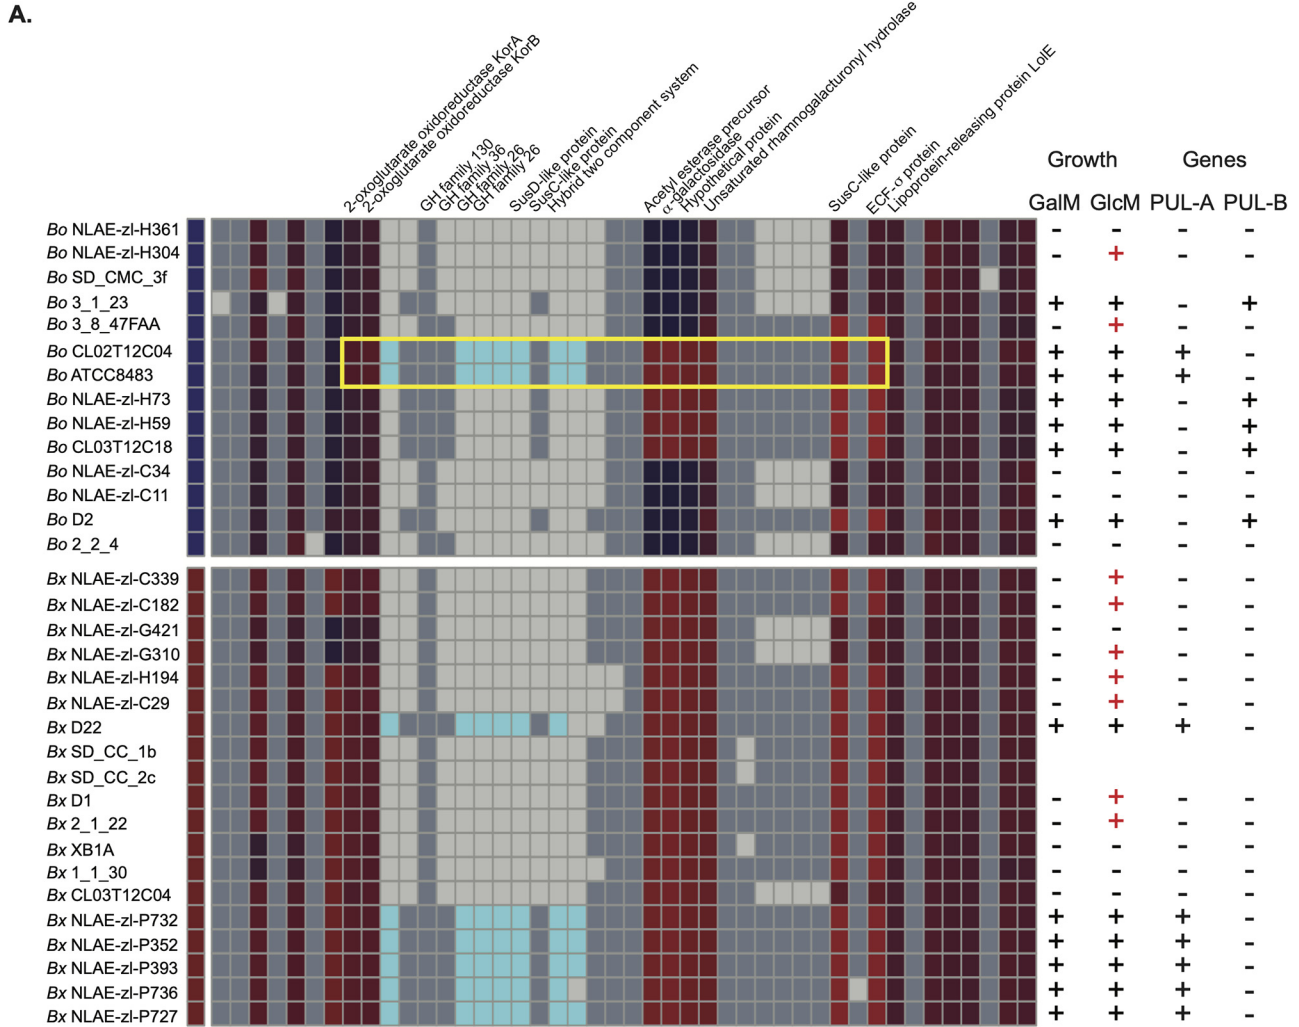 A.
2-oxoglutarate oxidoreductase KorA
2-oxoglutarate oxidoreductase KorB
GH family 130
GH family 36
GH family 26
GH family 26
SusD-like protein
SusC-like protein
Hybrid two component system
Acetyl esterase precursor
α-galactosidase
Hypothetical protein
Unsaturated rhamnogalacturonyl hydrolase
SusC-like protein
ECF-σ protein
Lipoprotein-releasing protein LolE
Growth Genes
GalM GlcM PUL-A PUL-B
Bo NLAE-zl-H361 - - - -
Bo NLAE-zl-H304 - + - -
Bo SD_CMC_3f
Bo 3_1_23 + + - +
Bo 3_8_47FAA - + - -
Bo CL02T12C04 + + + -
Bo ATCC8483 + + + -
Bo NLAE-zl-H73 + + - +
Bo NLAE-zl-H59 + + - +
Bo CL03T12C18 + + - +
Bo NLAE-zl-C34 - - - -
Bo NLAE-zl-C11 - - - -
Bo D2 + + - +
Bo 2_2_4 - - - -
Bx NLAE-zl-C339 - + - -
Bx NLAE-zl-C182 - + - -
Bx NLAE-zl-G421 - - - -
Bx NLAE-zl-G310 - + - -
Bx NLAE-zl-H194 - + - -
Bx NLAE-zl-C29 - + - -
Bx D22 + + + -
Bx SD_CC_1b
Bx SD_CC_2c
Bx D1 - + - -
Bx 2_1_22 - + - -
Bx XB1A - - - -
Bx 1_1_30 - - - -
Bx CL03T12C04 - - - -
Bx NLAE-zl-P732 + + + -
Bx NLAE-zl-P352 + + + -
Bx NLAE-zl-P393 + + + -
Bx NLAE-zl-P736 + + + -
Bx NLAE-zl-P727 + + + -